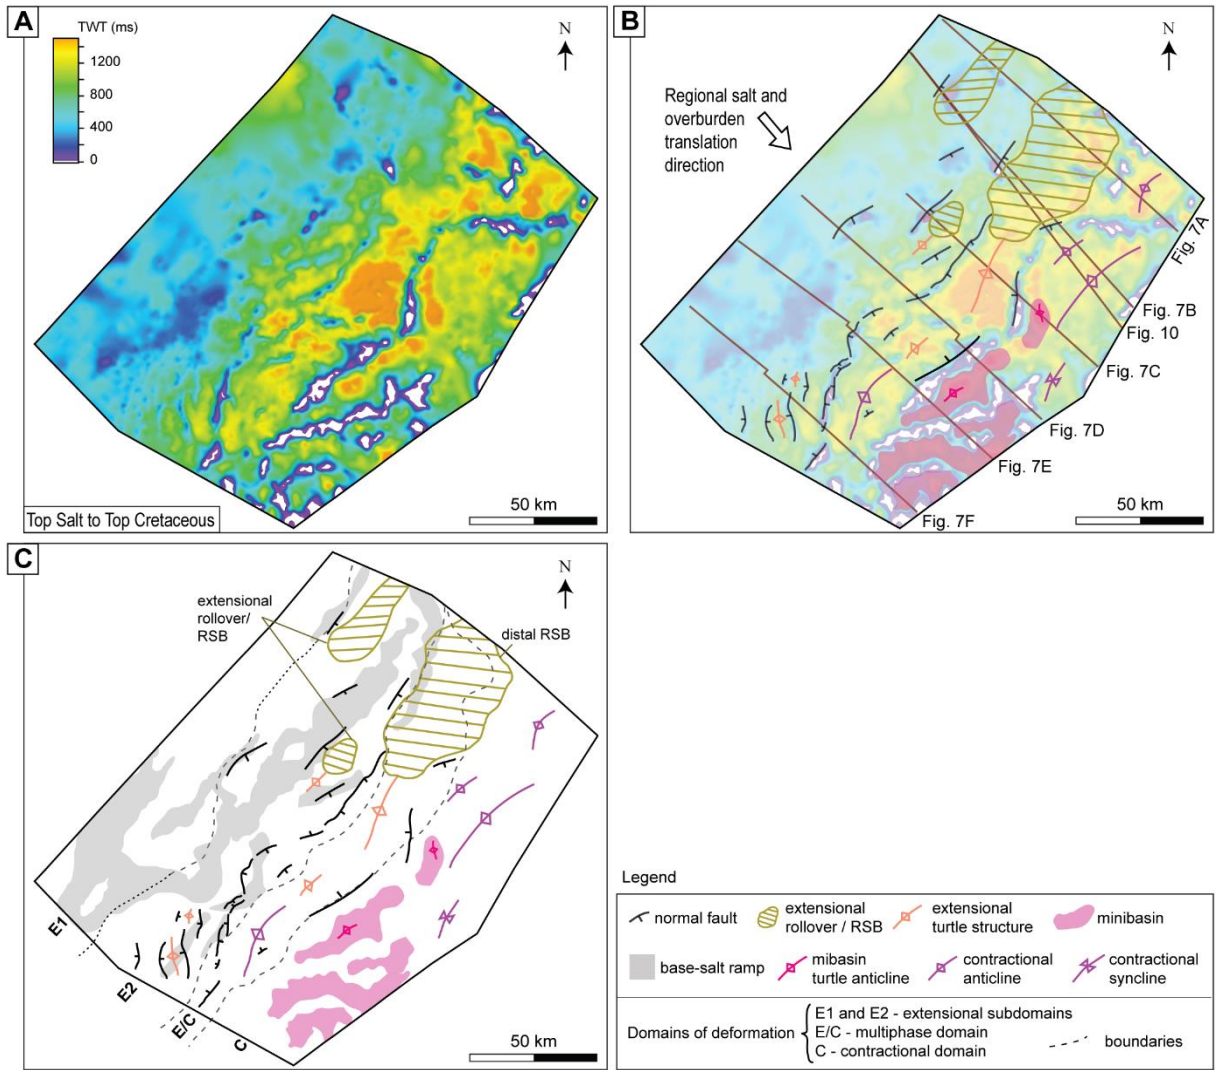 A
TWT (ms)
1200
800
400
0
N
Top Salt to Top Cretaceous
50 km
B
N
Regional salt and
overburden
translation
direction
Fig. 7A
Fig. 7B
Fig. 10
Fig. 7C
Fig. 7D
Fig. 7E
Fig. 7F
50 km
C
N
extensional
rollover/
RSB
distal RSB
E1
E2
E/C
C
50 km
Legend
normal fault
extensional
rollover / RSB
extensional
turtle structure
minibasin
base-salt ramp
mibasin
turtle anticline
contractional
anticline
contractional
syncline
Domains of deformation
E1 and E2 - extensional subdomains
E/C - multiphase domain
C - contractional domain
boundaries